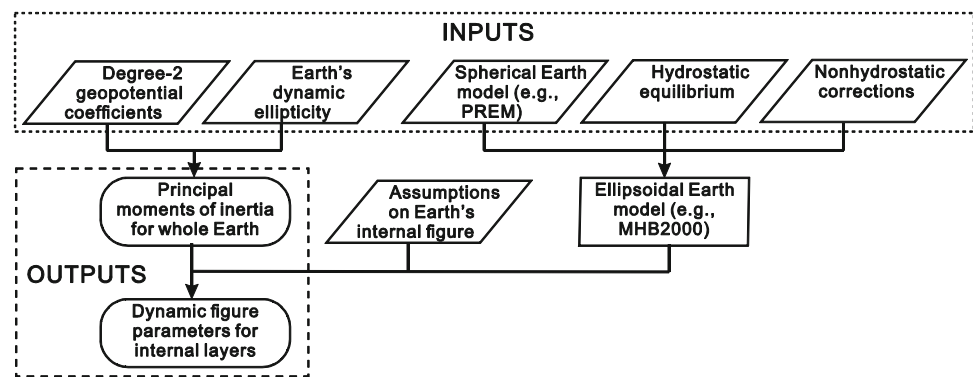 INPUTS
Degree-2
geopotential
coefficients
Earth's
dynamic
ellipticity
Spherical Earth
model (e.g.,
PREM)
Hydrostatic
equilibrium
Nonhydrostatic
corrections
Principal
moments of inertia
for whole Earth
Assumptions
on Earth's
internal figure
Ellipsoidal Earth
model (e.g.,
MHB2000)
OUTPUTS
Dynamic figure
parameters for
internal layers